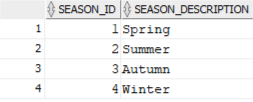 SEASON_ID SEASON_DESCRIPTION
1 1 Spring
2 2 Summer
3 3 Autumn
4 4 Winter